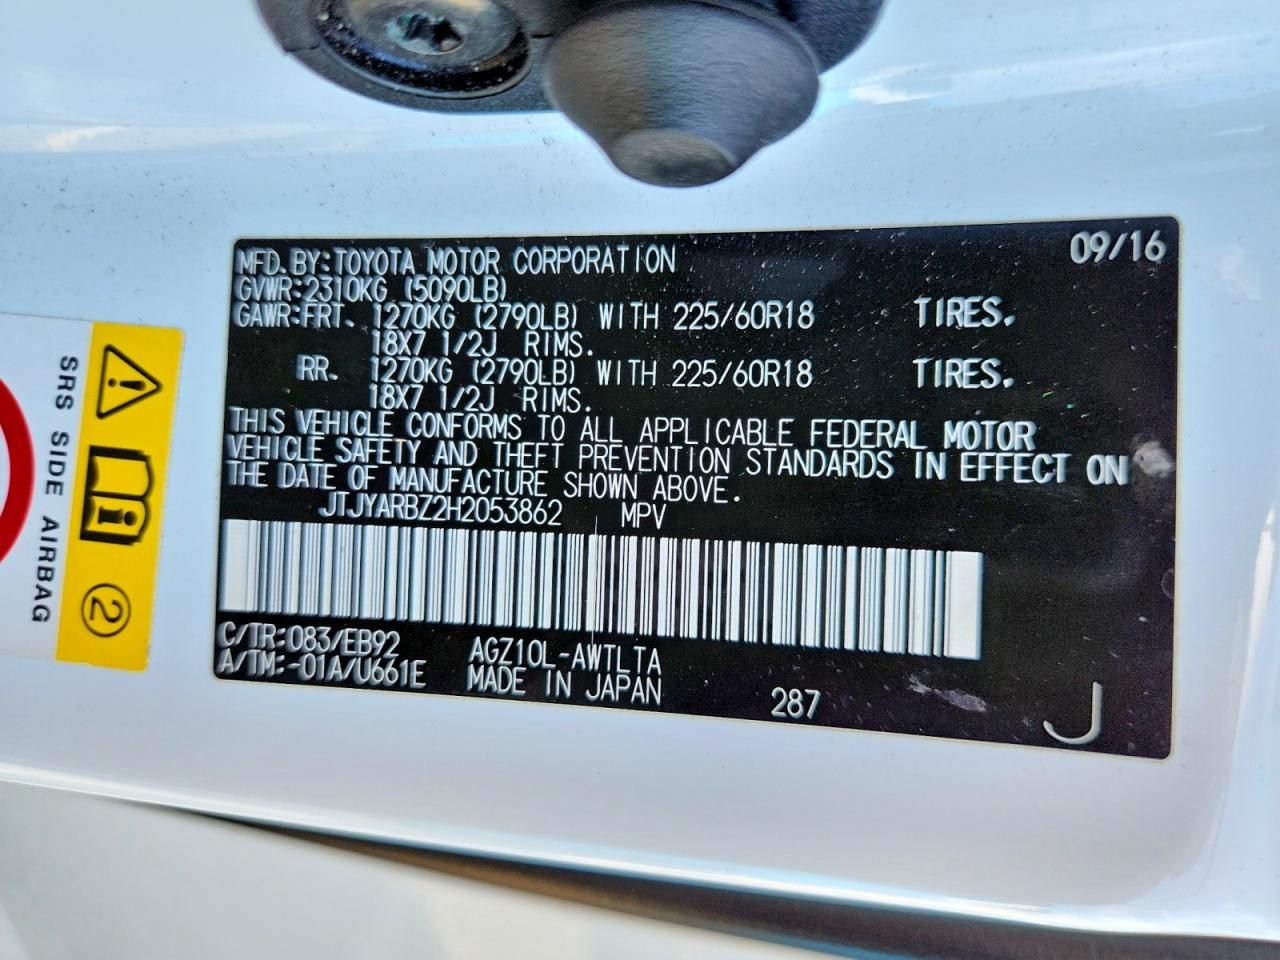 MFD. BY: TOYOTA MOTOR CORPORATION 09/16
GVWR: 2310KG (5090LB)
GAWR: FRT. 1270KG (2790LB) WITH 225/60R18 TIRES.
18X7 1/2J RIMS.
RR. 1270KG (2790LB) WITH 225/60R18 TIRES.
18X7 1/2J RIMS.
THIS VEHICLE CONFORMS TO ALL APPLICABLE FEDERAL MOTOR
VEHICLE SAFETY AND THEFT PREVENTION STANDARDS IN EFFECT ON
THE DATE OF MANUFACTURE SHOWN ABOVE.
JTJYARBZ2H2053862 MPV
C/TR: 083/EB92 AGZ10L-AWTLTA
A/TM: -01A/U661E MADE IN JAPAN 287 J
SRS SIDE AIRBAG
2